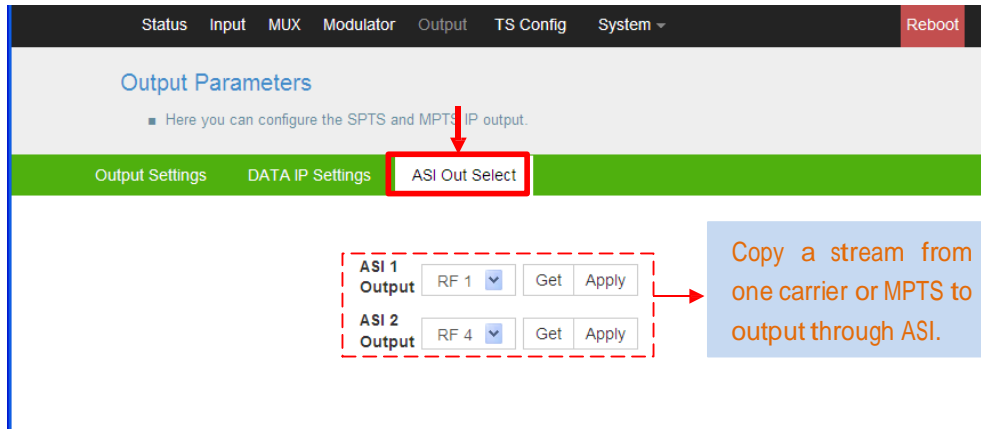 Status Input MUX Modulator Output TS Config System Reboot
Output Parameters
Here you can configure the SPTS and MPTS IP output.
Output Settings DATA IP Settings ASI Out Select
ASI 1
Output RF 1 Get Apply
ASI 2
Output RF 4 Get Apply
Copy a stream from
one carrier or MPTS to
output through ASI.